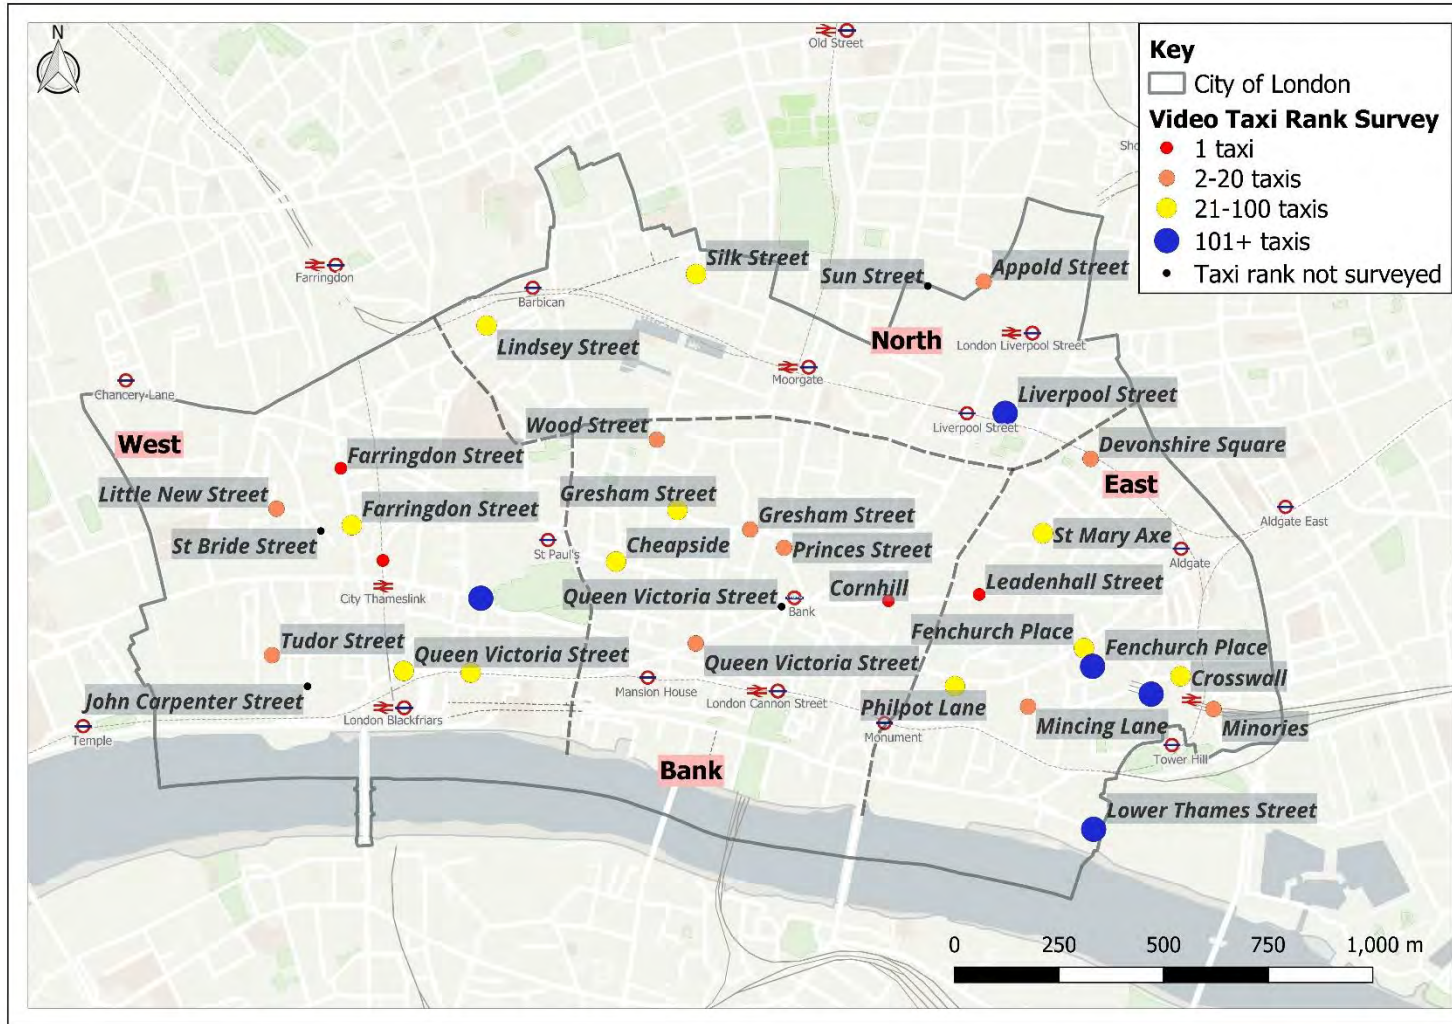 N
Old Street
Key
City of London
Video Taxi Rank Survey
1 taxi
2-20 taxis
21-100 taxis
101+ taxis
Taxi rank not surveyed
Sho
Farringdon
Silk Street
Sun Street
Appold Street
Barbican
Lindsey Street
North
London Liverpool Street
Moorgate
Chancery Lane
Liverpool Street
Liverpool Street
Wood Street
West
Farringdon Street
Devonshire Square
East
Little New Street
Farringdon Street
Gresham Street
Gresham Street
Aldgate East
St Bride Street
St Paul's
Cheapside
Princes Street
St Mary Axe
Aldgate
City Thameslink
Queen Victoria Street
Bank
Cornhill
Leadenhall Street
Tudor Street
Queen Victoria Street
Queen Victoria Street
Fenchurch Place
Fenchurch Place
Crosswall
John Carpenter Street
Mansion House
London Cannon Street
Philpot Lane
Mincing Lane
Minories
London Blackfriars
Temple
Monument
Tower Hill
Bank
Lower Thames Street
0 250 500 750 1,000 m